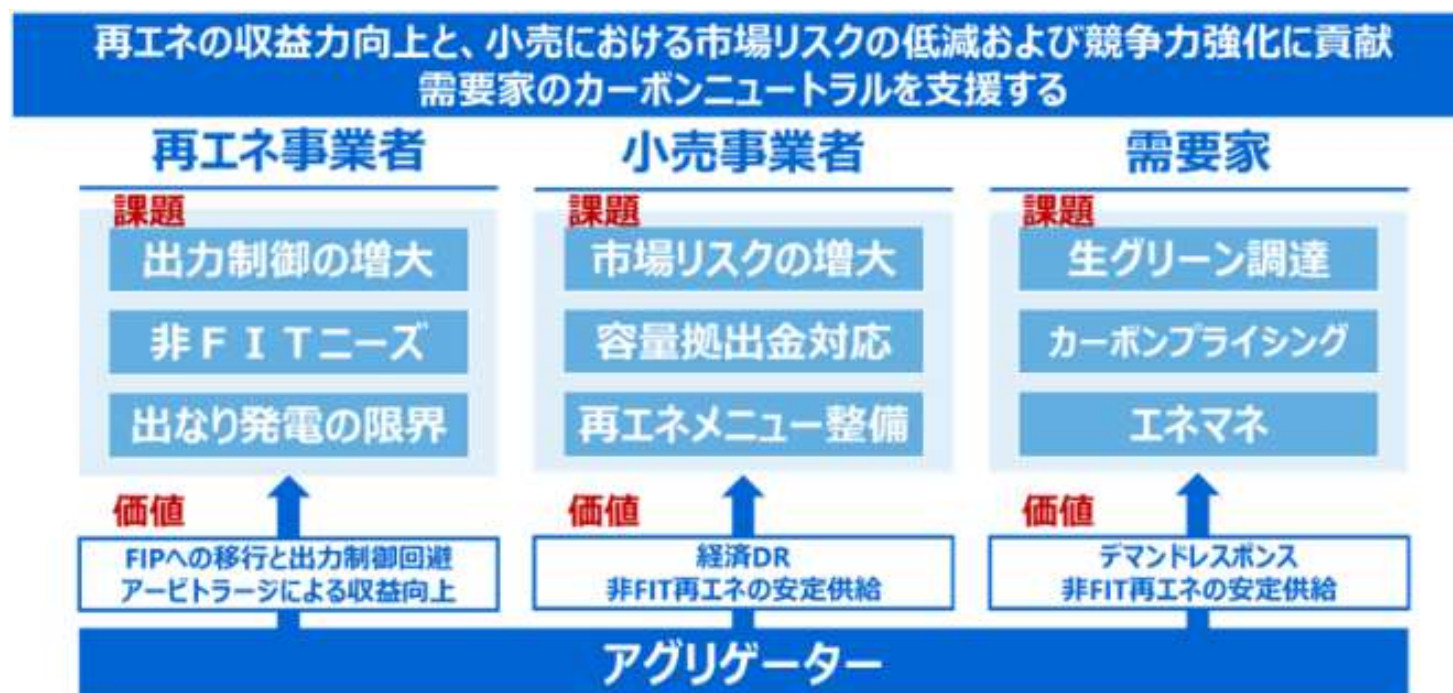 再エネの収益力向上と、小売における市場リスクの低減および競争力強化に貢献
需要家のカーボンニュートラルを支援する
再エネ事業者
課題
出力制御の増大
非ＦＩＴニーズ
出なり発電の限界
価値
FIPへの移行と出力制御回避
アービトラージによる収益向上
小売事業者
課題
市場リスクの増大
容量拠出金対応
再エネメニュー整備
価値
経済DR
非FIT再エネの安定供給
需要家
課題
生グリーン調達
カーボンプライシング
エネマネ
価値
デマンドレスポンス
非FIT再エネの安定供給
アグリゲーター